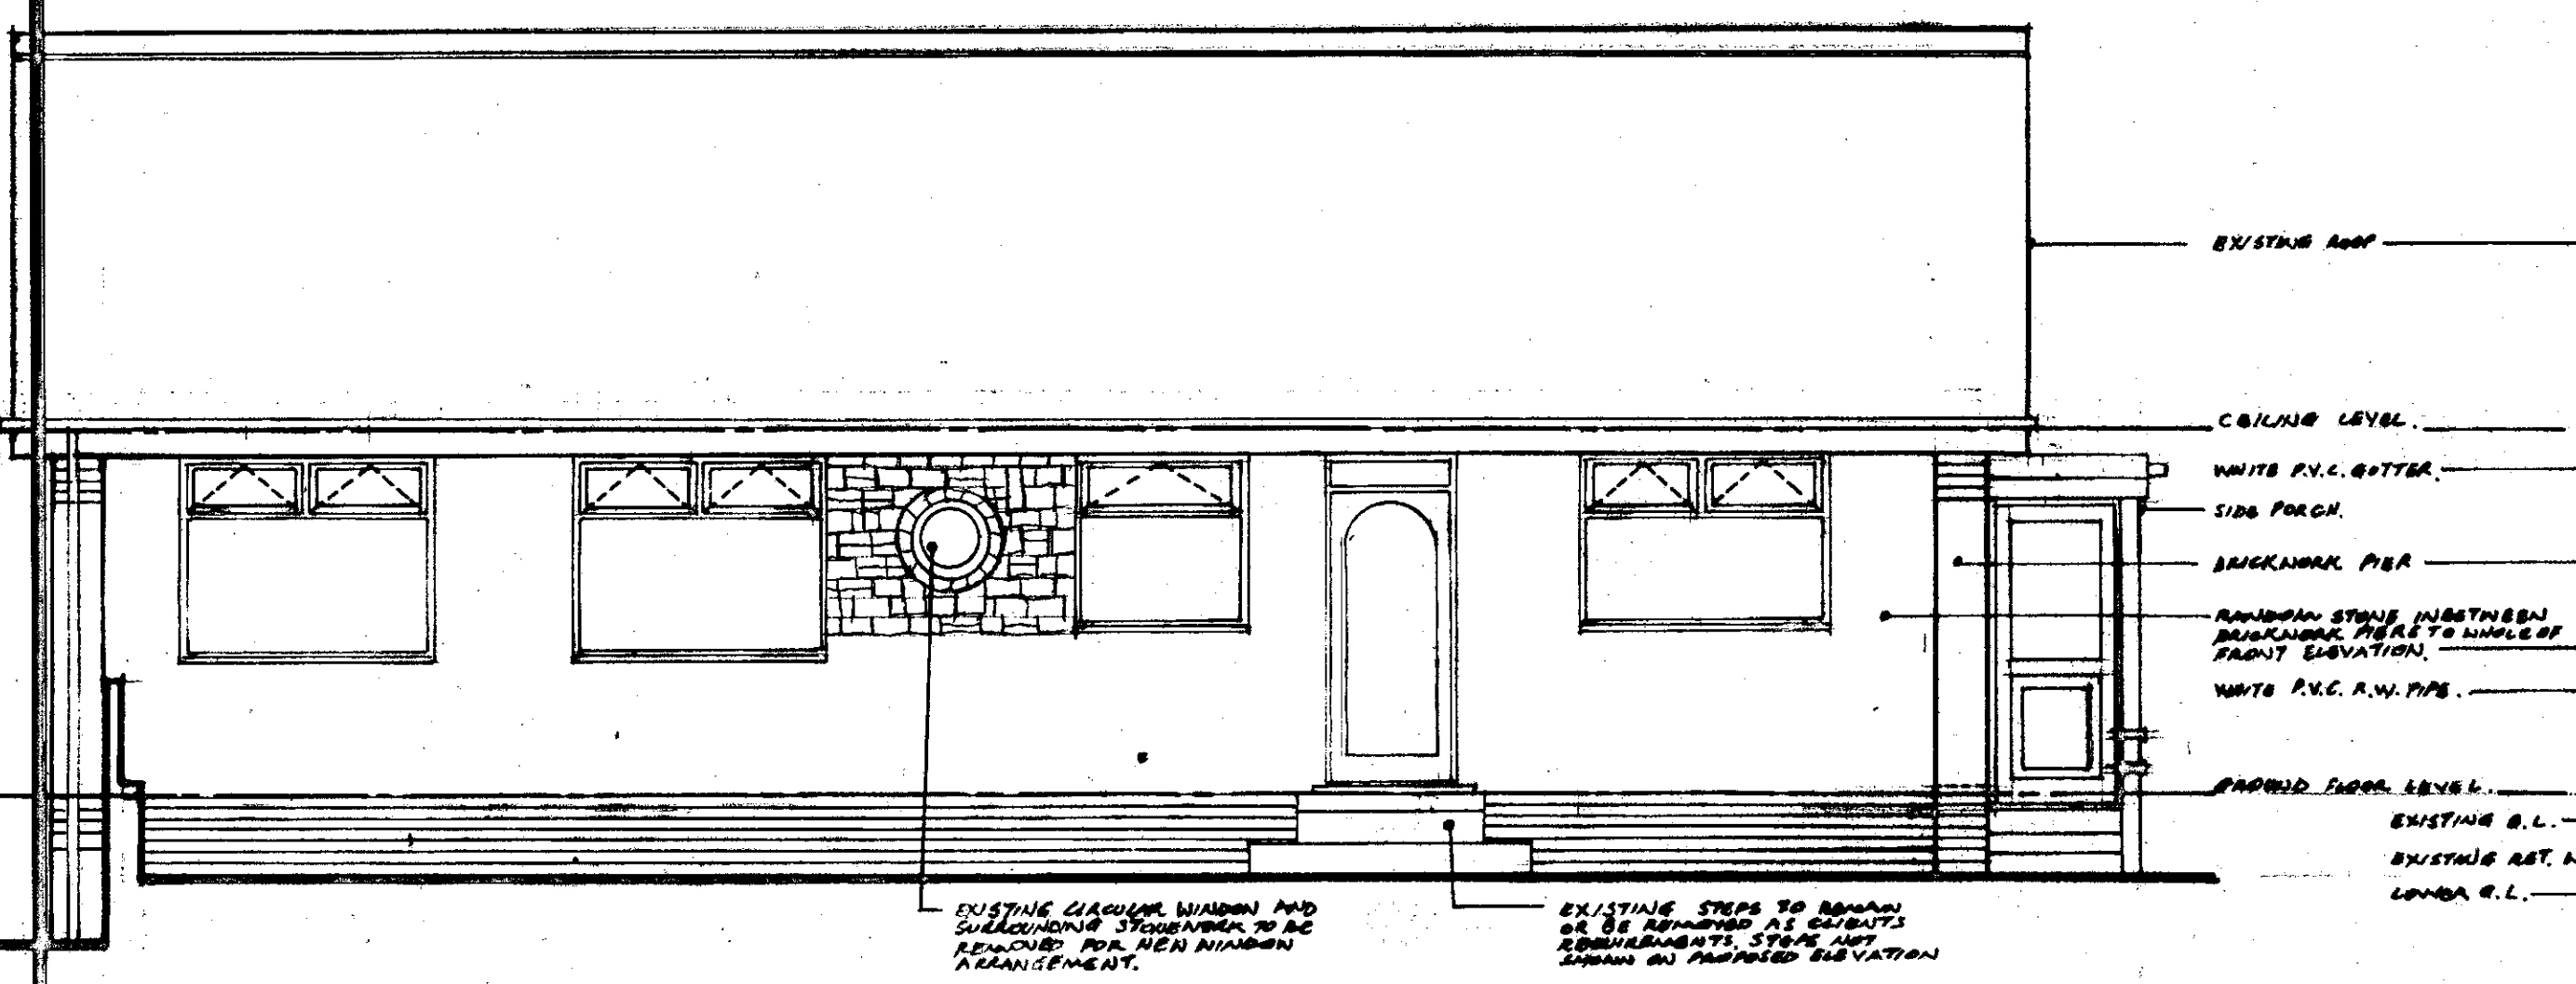 EXISTING ROOF
CEILING LEVEL.
WHITE P.V.C. GUTTER.
SIDE PORCH.
BRICKWORK PIER
RANDOM STONE INBETWEEN
BRICKWORK PIERS TO WHOLE OF
FRONT ELEVATION.
WHITE P.V.C. R.W. PIPE.
GROUND FLOOR LEVEL.
EXISTING G.L.
EXISTING RET. W
LOWER G.L.
EXISTING CIRCULAR WINDOW AND
SURROUNDING STONEWORK TO BE
REMOVED FOR NEW WINDOW
ARRANGEMENT.
EXISTING STEPS TO REMAIN
OR BE REMOVED AS CLIENTS
REQUIREMENTS. STEPS NOT
SHOWN ON PROPOSED ELEVATION